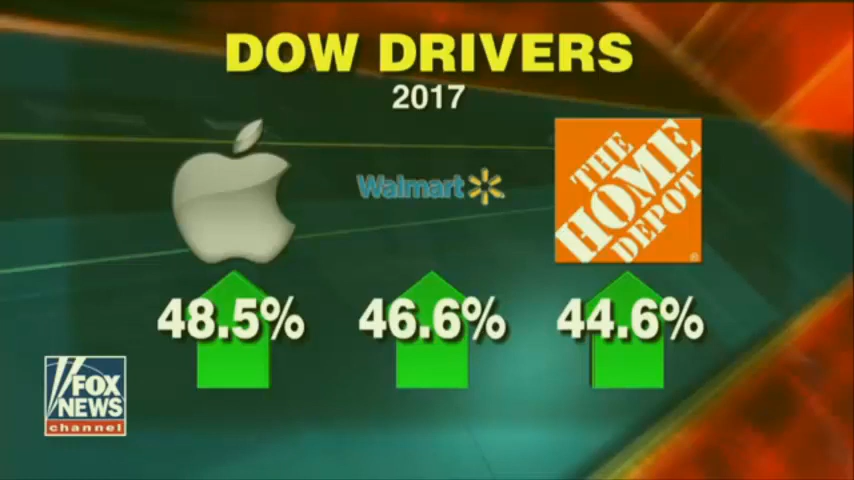 DOW DRIVERS
2017
Walmart
THE
HOME
DEPOT
®
48.5% 46.6% 44.6%
FOX
NEWS
channel